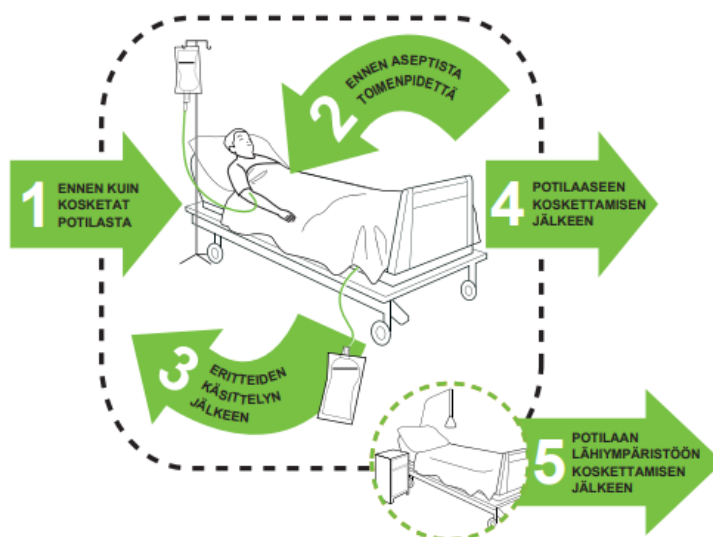 1
ENNEN KUIN
KOSKETAT
POTILASTA
2
ENNEN ASEPTISTA
TOIMENPIDETTÄ
3
ERITTEIDEN
KÄSITTELYN
JÄLKEEN
4
POTILAASEEN
KOSKETTAMISEN
JÄLKEEN
5
POTILAAN
LÄHIYMPÄRISTÖÖN
KOSKETTAMISEN
JÄLKEEN